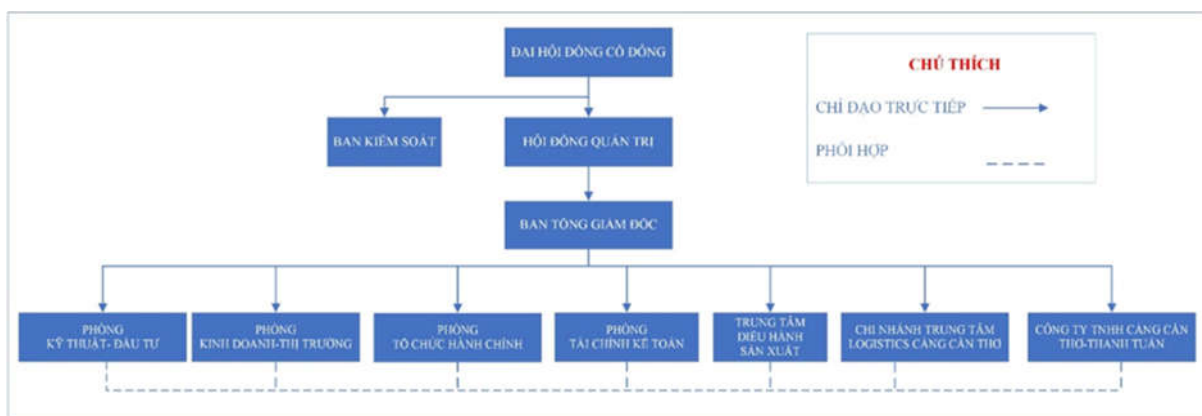 ĐẠI HỘI ĐỒNG CỔ ĐÔNG
CHÚ THÍCH
CHỈ ĐẠO TRỰC TIẾP
PHỐI HỢP
BAN KIỂM SOÁT
HỘI ĐỒNG QUẢN TRỊ
BAN TỔNG GIÁM ĐỐC
PHÒNG
KỸ THUẬT- ĐẦU TƯ
PHÒNG
KINH DOANH-THỊ TRƯỜNG
PHÒNG
TỔ CHỨC HÀNH CHÍNH
PHÒNG
TÀI CHÍNH KẾ TOÁN
TRUNG TÂM
ĐIỀU HÀNH
SẢN XUẤT
CHI NHÁNH TRUNG TÂM
LOGISTICS CẢNG CẦN THƠ
CÔNG TY TNHH CẢNG CẦN
THƠ-THANH TUẤN